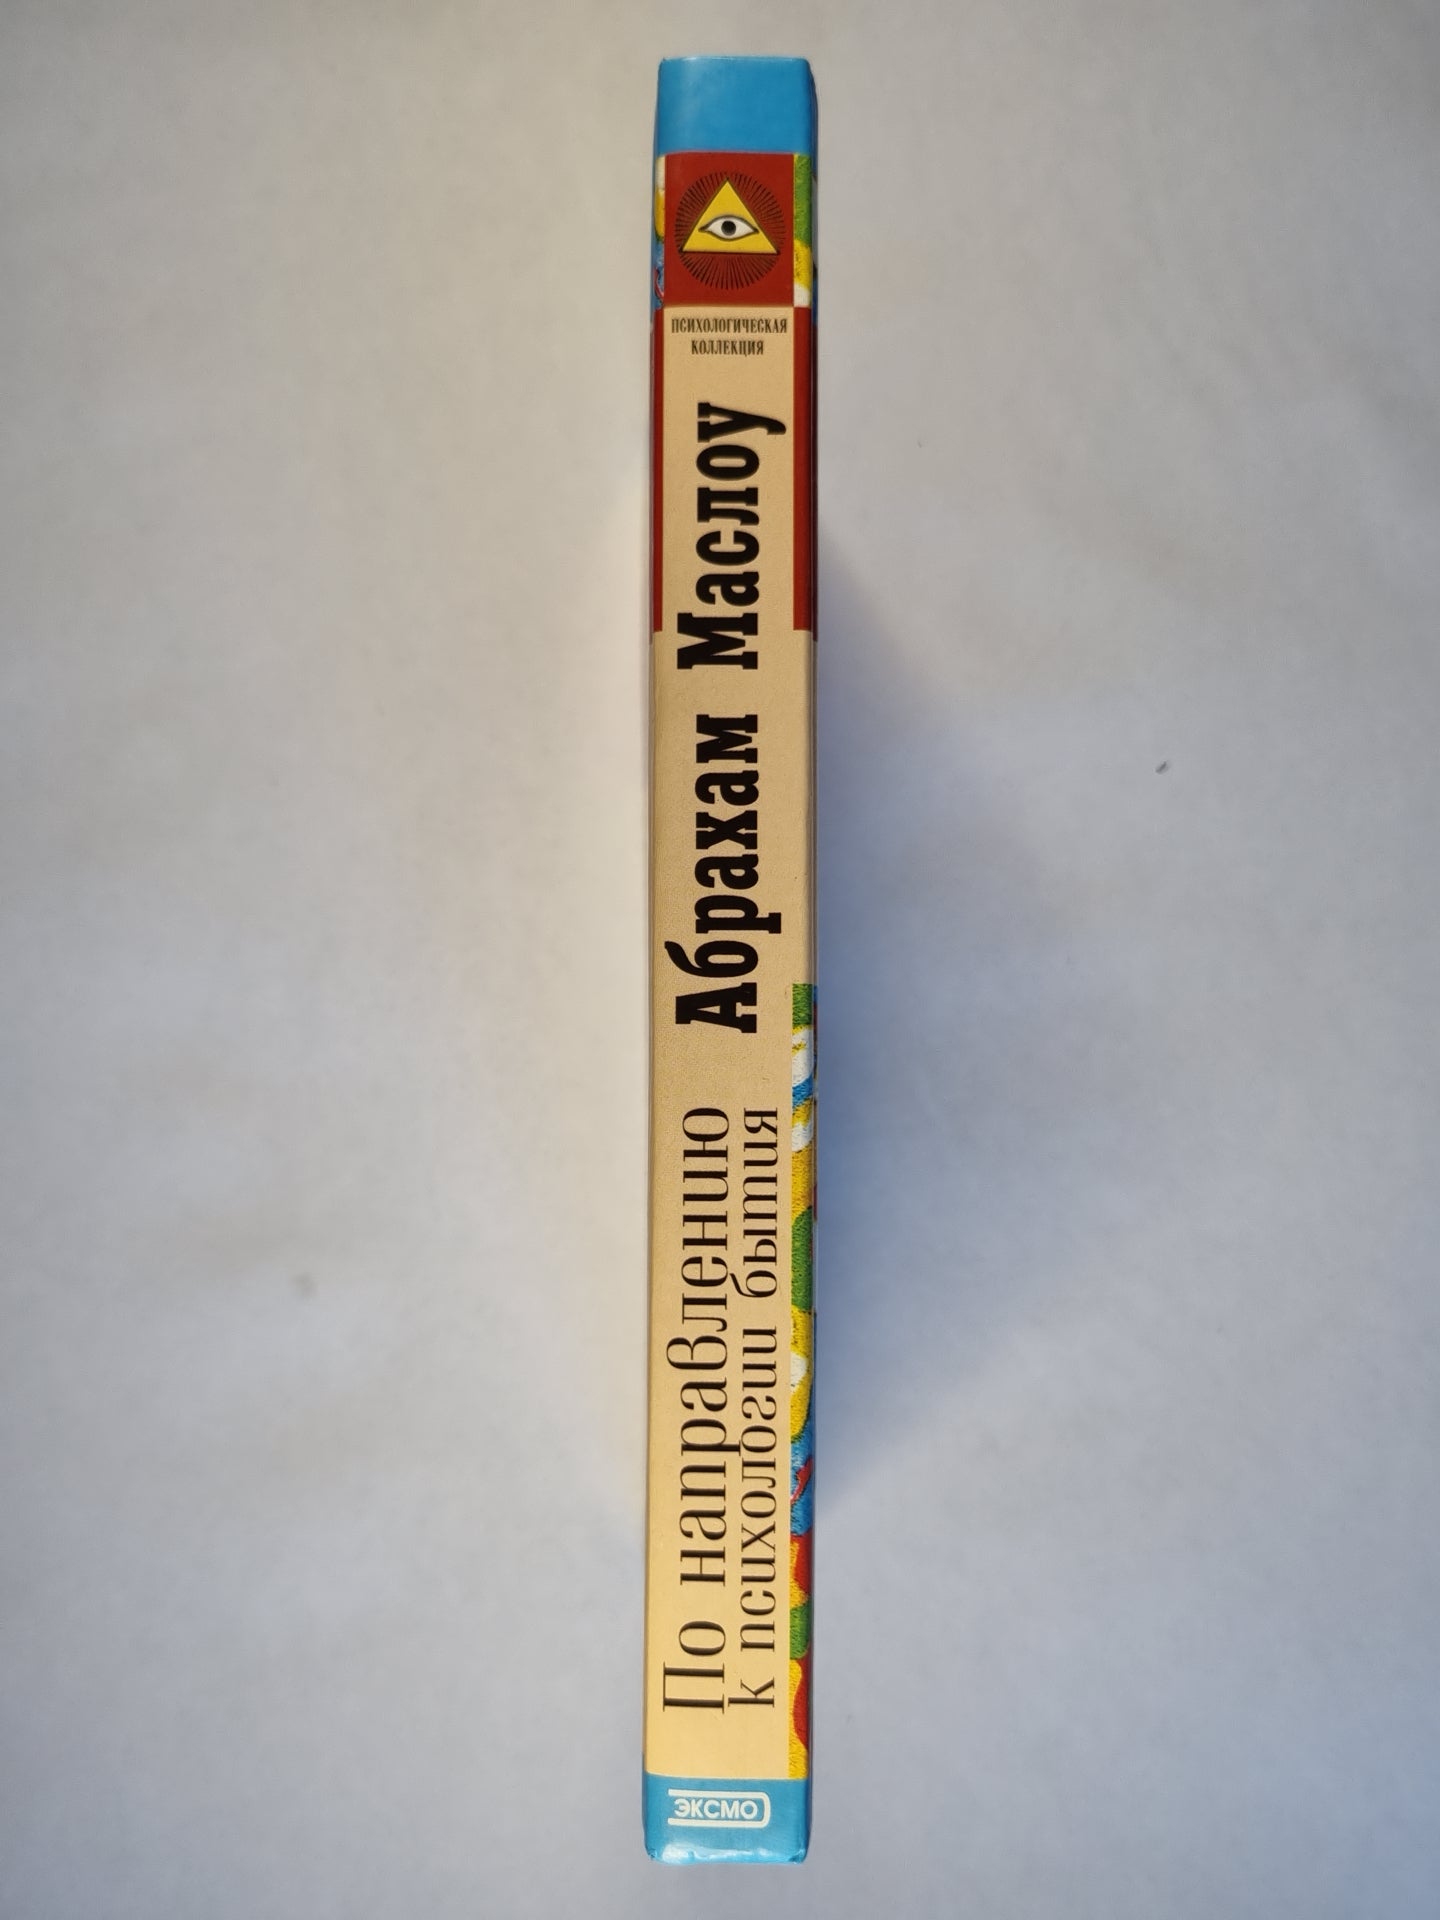 ПСИХОЛОГИЧЕСКАЯ
КОЛЛЕКЦИЯ
Абрахам Маслоу
По направлению
к психологии бытия
ЭКСМО